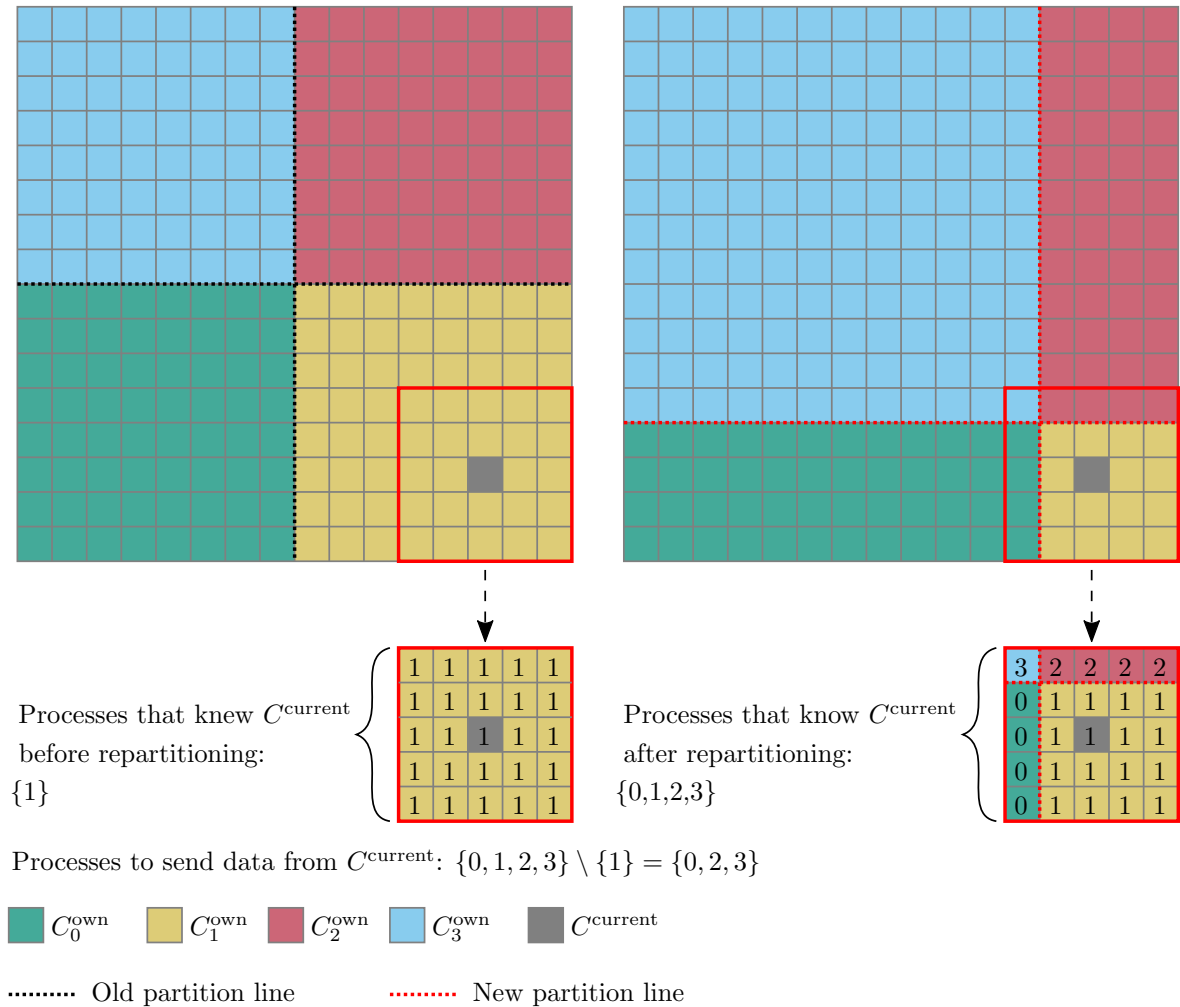 1 1 1 1 1
1 1 1 1 1
1 1 1 1 1
1 1 1 1 1
1 1 1 1 1
Processes that knew C^current
before repartitioning:
{1}
3 2 2 2 2
0 1 1 1 1
0 1 1 1 1
0 1 1 1 1
0 1 1 1 1
Processes that know C^current
after repartitioning:
{0,1,2,3}
Processes to send data from C^current: {0, 1, 2, 3} \ {1} = {0, 2, 3}
C_0^own C_1^own C_2^own C_3^own C^current
Old partition line New partition line